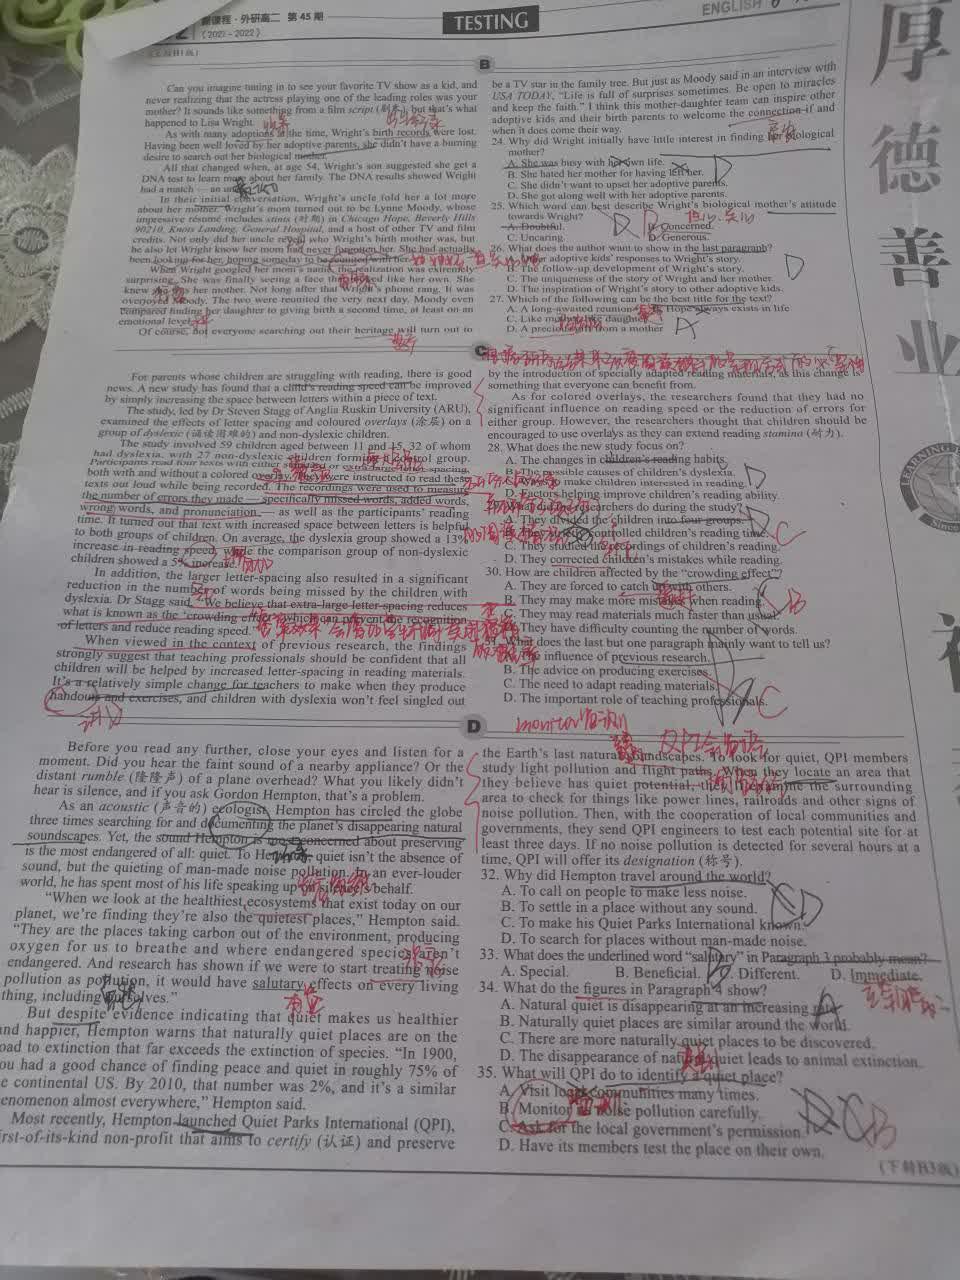 新课程·外研高二 第45期
(2021-2022)
TESTING
ENGLISH
厚
德
善
业
B
Can you imagine tuning in to see your favorite TV show as a kid, and
never realizing that the actress playing one of the leading roles was your
mother? It sounds like something from a film script (剧本), but that's what
happened to Lisa Wright.
As with many adoptions at the time, Wright's birth records were lost.
Having been well loved by her adoptive parents, she didn't have a burning
desire to search out her biological mother.
All that changed when, at age 54, Wright's son suggested she get a
DNA test to learn more about her family. The DNA results showed Wright
had a match — an
In their initial conversation, Wright's uncle told her a lot more
about her mother. Wright's mom turned out to be Lynne Moody, whose
impressive résumé includes stints (时期) in Chicago Hope, Beverly Hills
90210, Knots Landing, General Hospital, and a host of other TV and film
credits. Not only did her uncle reveal who Wright's birth mother was, but
he also let Wright know her mom had never forgotten her. She had actually
been looking for her, hoping someday to be reunited with her
When Wright googled her mom's name, the realization was extremely
surprising. She was finally seeing a face that looked like her own. She
knew she was her mother. Not long after that Wright's phone rang. It was
overjoyed Moody. The two were reunited the very next day. Moody even
compared finding her daughter to giving birth a second time, at least on an
emotional level.
Of course, not everyone searching out their heritage will turn out to
be a TV star in the family tree. But just as Moody said in an interview with
USA TODAY, "Life is full of surprises sometimes. Be open to miracles
and keep the faith." I think this mother-daughter team can inspire other
adoptive kids and their birth parents to welcome the connection if and
when it does come their way.
24. Why did Wright initially have little interest in finding her biological
mother?
A. She was busy with her own life.
B. She hated her mother for having left her.
C. She didn't want to upset her adoptive parents.
D. She got along well with her adoptive parents.
25. Which word can best describe Wright's biological mother's attitude
towards Wright?
A. Doubtful. B. Concerned.
C. Uncaring. D. Generous.
26. What does the author want to show in the last paragraph?
adoptive kids' responses to Wright's story.
B. The follow-up development of Wright's story.
C. The uniqueness of the story of Wright and her mother.
D. The inspiration of Wright's story to other adoptive kids.
27. Which of the following can be the best title for the text?
A. A long-awaited reunion B. Hope always exists in life
C. Like mother, like daughter
D. A precious from a mother
C
For parents whose children are struggling with reading, there is good
news. A new study has found that a child's reading speed can be improved
by simply increasing the space between letters within a piece of text.
The study, led by Dr Steven Stagg of Anglia Ruskin University (ARU),
examined the effects of letter spacing and coloured overlays (涂层) on a
group of dyslexic (诵读困难的) and non-dyslexic children.
The study involved 59 children aged between 11 and 15, 32 of whom
had dyslexia, with 27 non-dyslexic children forming a control group.
Participants read four texts with either standard or extra-large letter spacing,
both with and without a colored overlay. They were instructed to read these
texts out loud while being recorded. The recordings were used to measure
the number of errors they made — specifically missed words, added words,
wrong words, and pronunciation — as well as the participants' reading
time. It turned out that text with increased space between letters is helpful
to both groups of children. On average, the dyslexia group showed a 13%
increase in reading speed, while the comparison group of non-dyslexic
children showed a 5% increase.
In addition, the larger letter-spacing also resulted in a significant
reduction in the number of words being missed by the children with
dyslexia. Dr Stagg said, "We believe that extra-large letter-spacing reduces
what is known as the 'crowding effect' which can prevent the recognition
of letters and reduce reading speed."
When viewed in the context of previous research, the findings
strongly suggest that teaching professionals should be confident that all
children will be helped by increased letter-spacing in reading materials.
It's a relatively simple change for teachers to make when they produce
handouts and exercises, and children with dyslexia won't feel singled out
by the introduction of specially adapted reading materials, as this change is
something that everyone can benefit from.
As for colored overlays, the researchers found that they had no
significant influence on reading speed or the reduction of errors for
either group. However, the researchers thought that children should be
encouraged to use overlays as they can extend reading stamina (耐力).
28. What does the new study focus on?
A. The changes in children's reading habits.
B. The possible causes of children's dyslexia.
to make children interested in reading.
D. Factors helping improve children's reading ability.
29. What did the researchers do during the study?
A. They divided the children into four groups.
controlled children's reading time.
C. They studied the recordings of children's reading.
D. They corrected children's mistakes while reading.
30. How are children affected by the "crowding effect"?
A. They are forced to catch up with others.
B. They may make more mistakes when reading.
C. They may read materials much faster than usual.
D. They have difficulty counting the number of words.
31. What does the last but one paragraph mainly want to tell us?
A. The influence of previous research.
B. The advice on producing exercises.
C. The need to adapt reading materials.
D. The important role of teaching professionals.
C
D
monitor 监测
Before you read any further, close your eyes and listen for a
moment. Did you hear the faint sound of a nearby appliance? Or the
distant rumble (隆隆声) of a plane overhead? What you likely didn't
hear is silence, and if you ask Gordon Hempton, that's a problem.
As an acoustic (声音的) ecologist, Hempton has circled the globe
three times searching for and documenting the planet's disappearing natural
soundscapes. Yet, the sound Hempton is most concerned about preserving
is the most endangered of all: quiet. To Hempton, quiet isn't the absence of
sound, but the quieting of man-made noise pollution. In an ever-louder
world, he has spent most of his life speaking up on silence's behalf.
"When we look at the healthiest ecosystems that exist today on our
planet, we're finding they're also the quietest places," Hempton said.
"They are the places taking carbon out of the environment, producing
oxygen for us to breathe and where endangered species aren't
endangered. And research has shown if we were to start treating noise
pollution as pollution, it would have salutary effects on every living
thing, including ourselves."
有益
But despite evidence indicating that quiet makes us healthier
and happier, Hempton warns that naturally quiet places are on the
road to extinction that far exceeds the extinction of species. "In 1900,
you had a good chance of finding peace and quiet in roughly 75% of
the continental US. By 2010, that number was 2%, and it's a similar
phenomenon almost everywhere," Hempton said.
Most recently, Hempton launched Quiet Parks International (QPI),
first-of-its-kind non-profit that aims to certify (认证) and preserve
the Earth's last natural landscapes. To look for quiet, QPI members
study light pollution and flight paths. When they locate an area that
they believe has quiet potential, they examine the surrounding
area to check for things like power lines, railroads and other signs of
noise pollution. Then, with the cooperation of local communities and
governments, they send QPI engineers to test each potential site for at
least three days. If no noise pollution is detected for several hours at a
time, QPI will offer its designation (称号).
32. Why did Hempton travel around the world?
A. To call on people to make less noise.
B. To settle in a place without any sound.
C. To make his Quiet Parks International known.
D. To search for places without man-made noise.
33. What does the underlined word "salutary" in Paragraph 3 probably mean?
A. Special. B. Beneficial. C. Different. D. Immediate.
34. What do the figures in Paragraph 4 show?
A. Natural quiet is disappearing at an increasing rate.
B. Naturally quiet places are similar around the world.
C. There are more naturally quiet places to be discovered.
D. The disappearance of natural quiet leads to animal extinction.
35. What will QPI do to identify a quiet place?
A. Visit local communities many times.
B. Monitor noise pollution carefully.
C. Ask for the local government's permission.
D. Have its members test the place on their own.
(下转B3版)